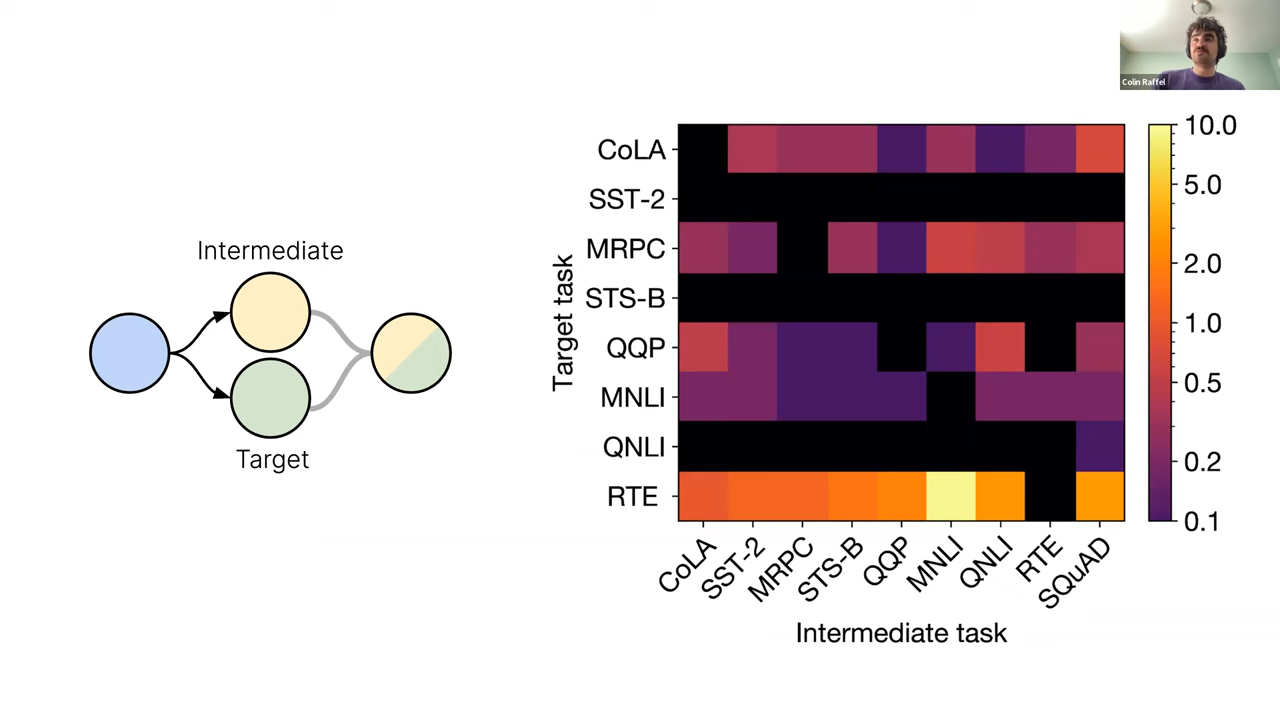 Colin Raffel
Intermediate
Target
Target task
CoLA
SST-2
MRPC
STS-B
QQP
MNLI
QNLI
RTE
CoLA
SST-2
MRPC
STS-B
QQP
MNLI
QNLI
RTE
SQuAD
Intermediate task
10.0
5.0
2.0
1.0
0.5
0.2
0.1